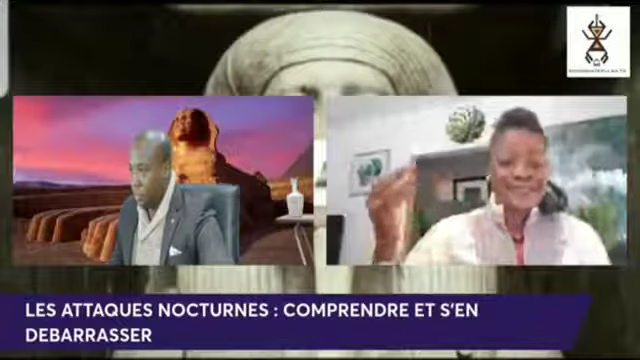 LES ATTAQUES NOCTURNES : COMPRENDRE ET S'EN
DEBARRASSER